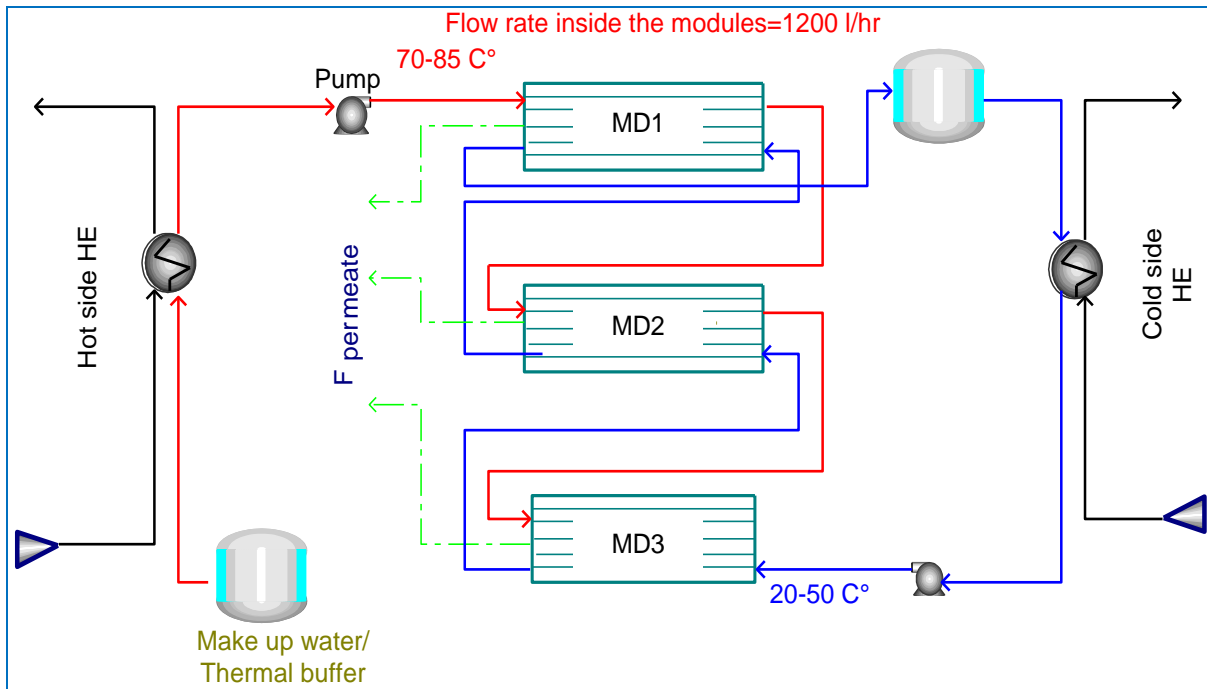 Flow rate inside the modules=1200 l/hr
70-85 C°
Pump
MD1
Hot side HE
F permeate
MD2
Cold side
HE
MD3
20-50 C°
Make up water/
Thermal buffer